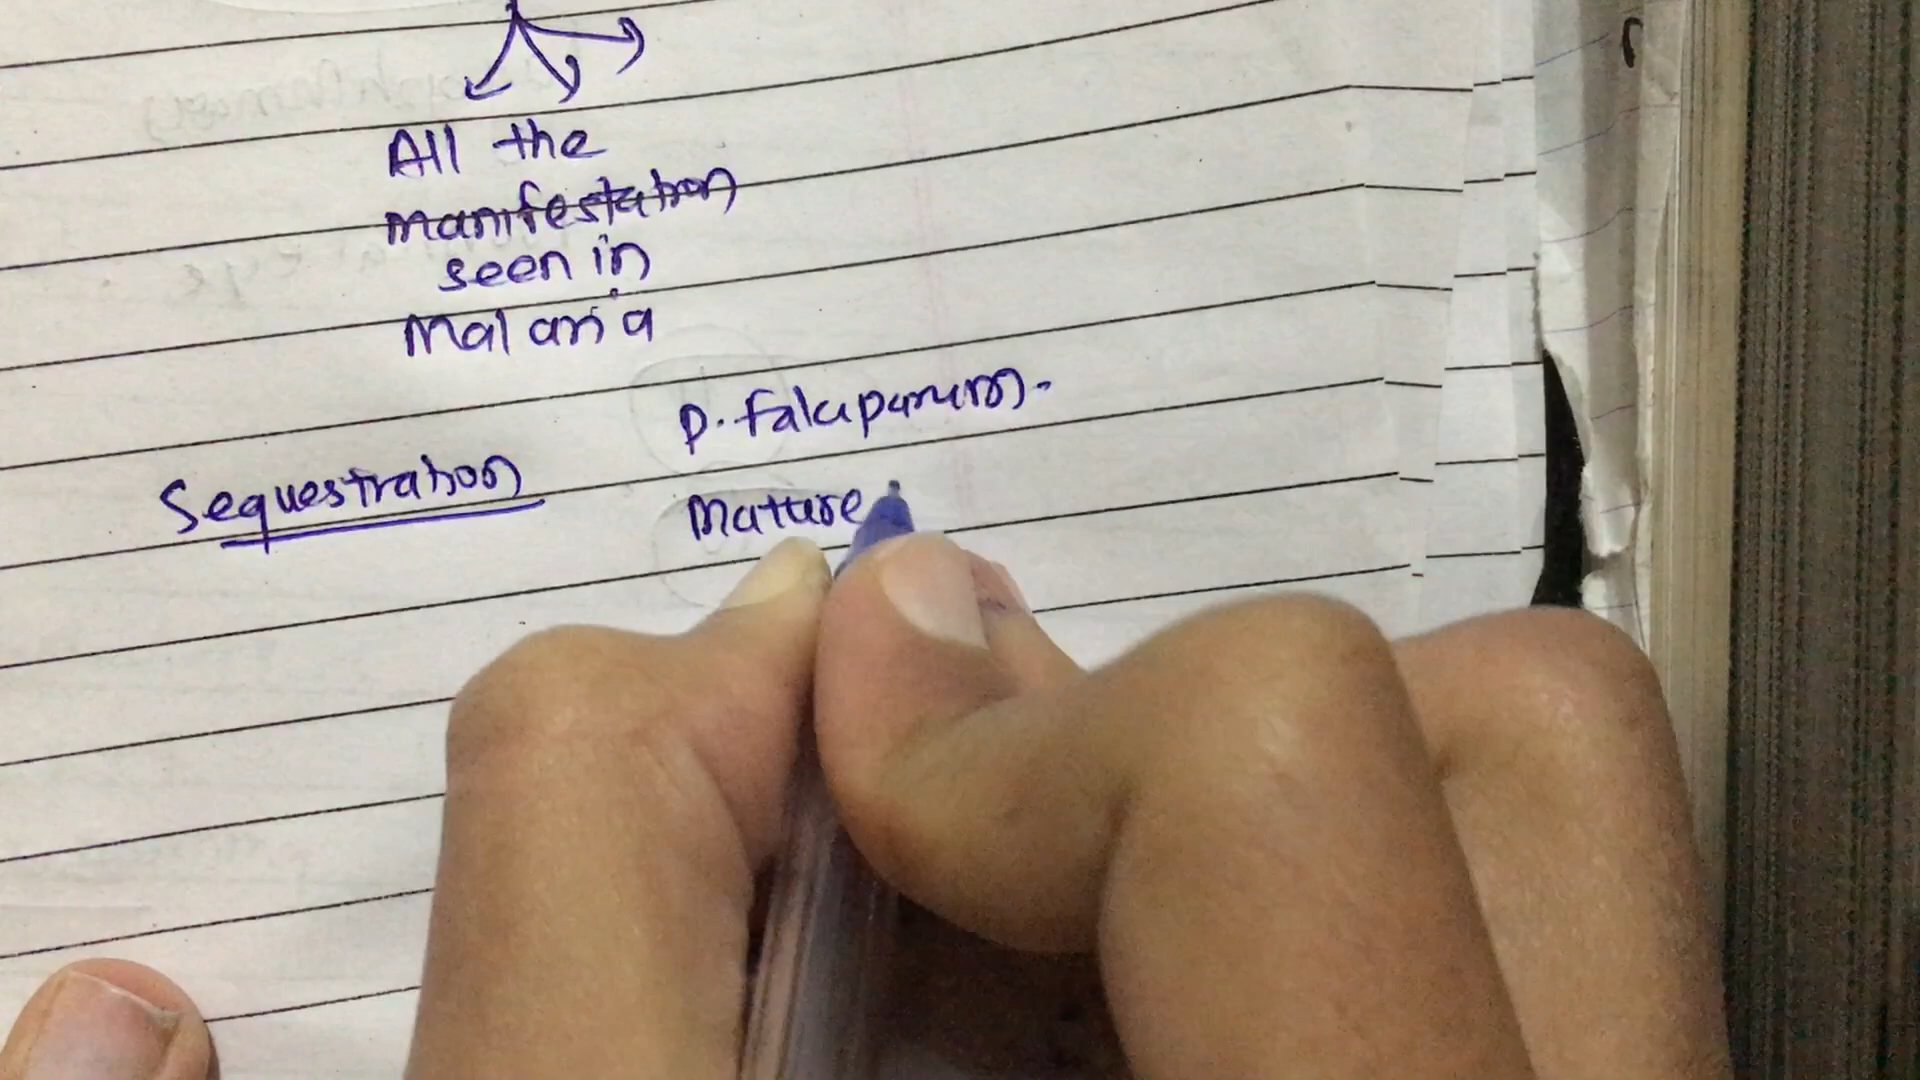 All the
manifestation
seen in
Malaria
P. falciparum.
Sequestration
Mature